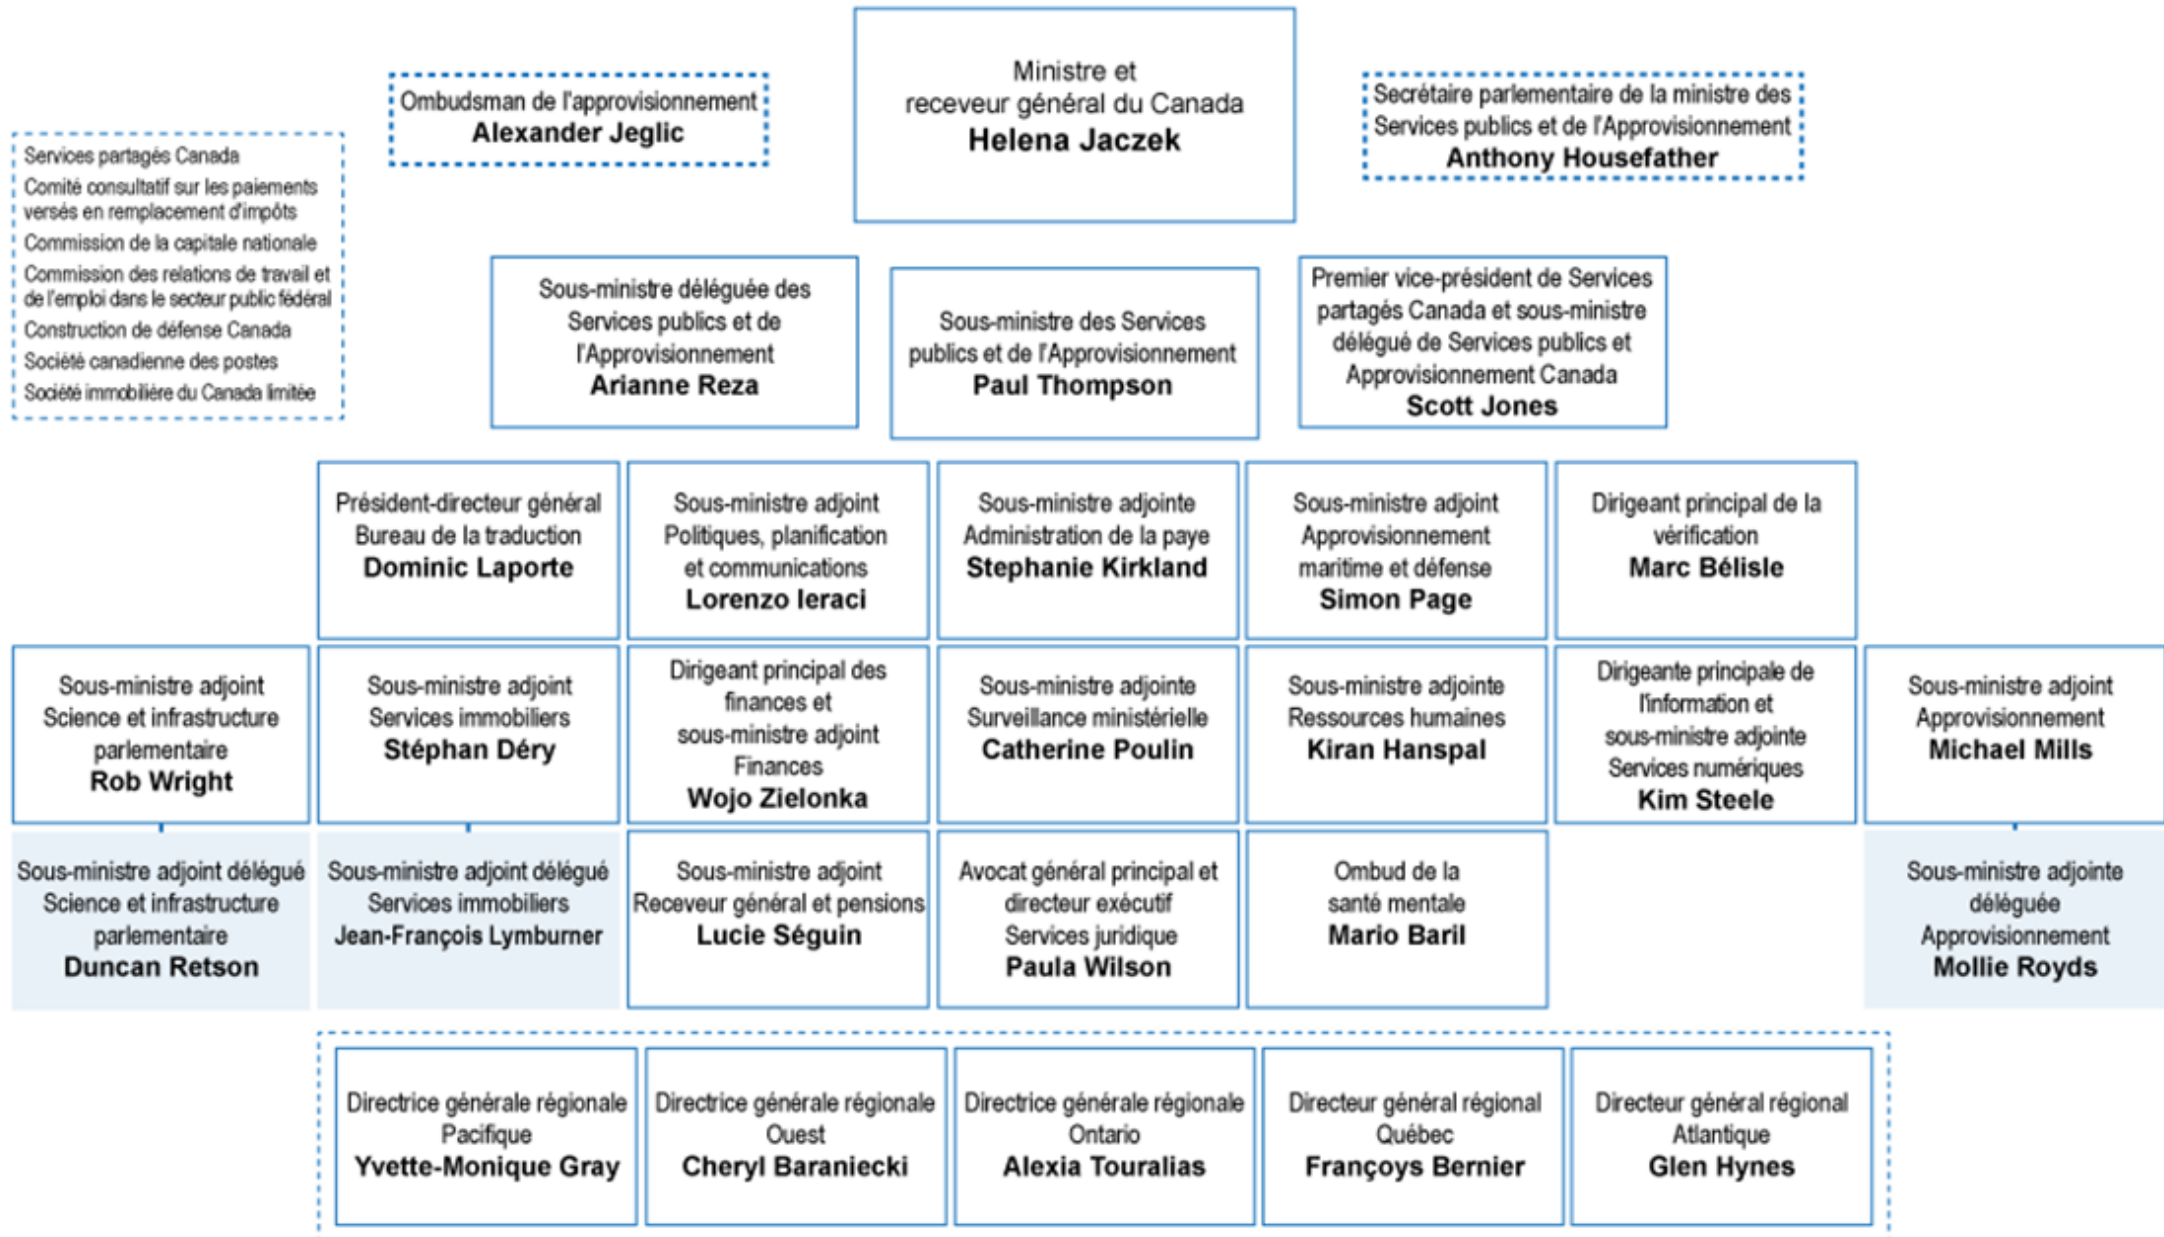 Ministre et
receveur général du Canada
Helena Jaczek
Ombudsman de l'approvisionnement
Alexander Jeglic
Secrétaire parlementaire de la ministre des
Services publics et de l'Approvisionnement
Anthony Housefather
Services partagés Canada
Comité consultatif sur les paiements
versés en remplacement d'impôts
Commission de la capitale nationale
Commission des relations de travail et
de l'emploi dans le secteur public fédéral
Construction de défense Canada
Société canadienne des postes
Société immobilière du Canada limitée
Sous-ministre déléguée des
Services publics et de
l'Approvisionnement
Arianne Reza
Sous-ministre des Services
publics et de l'Approvisionnement
Paul Thompson
Premier vice-président de Services
partagés Canada et sous-ministre
délégué de Services publics et
Approvisionnement Canada
Scott Jones
Président-directeur général
Bureau de la traduction
Dominic Laporte
Sous-ministre adjoint
Politiques, planification
et communications
Lorenzo Ieraci
Sous-ministre adjointe
Administration de la paye
Stephanie Kirkland
Sous-ministre adjoint
Approvisionnement
maritime et défense
Simon Page
Dirigeant principal de la
vérification
Marc Bélisle
Sous-ministre adjoint
Science et infrastructure
parlementaire
Rob Wright
Sous-ministre adjoint
Services immobiliers
Stéphan Déry
Dirigeant principal des
finances et
sous-ministre adjoint
Finances
Wojo Zielonka
Sous-ministre adjointe
Surveillance ministérielle
Catherine Poulin
Sous-ministre adjointe
Ressources humaines
Kiran Hanspal
Dirigeante principale de
l'information et
sous-ministre adjointe
Services numériques
Kim Steele
Sous-ministre adjoint
Approvisionnement
Michael Mills
Sous-ministre adjoint délégué
Science et infrastructure
parlementaire
Duncan Retson
Sous-ministre adjoint délégué
Services immobiliers
Jean-François Lymburner
Sous-ministre adjoint
Receveur général et pensions
Lucie Séguin
Avocat général principal et
directeur exécutif
Services juridique
Paula Wilson
Ombud de la
santé mentale
Mario Baril
Sous-ministre adjointe
déléguée
Approvisionnement
Mollie Royds
Directrice générale régionale
Pacifique
Yvette-Monique Gray
Directrice générale régionale
Ouest
Cheryl Baraniecki
Directrice générale régionale
Ontario
Alexia Touralias
Directeur général régional
Québec
Françoys Bernier
Directeur général régional
Atlantique
Glen Hynes